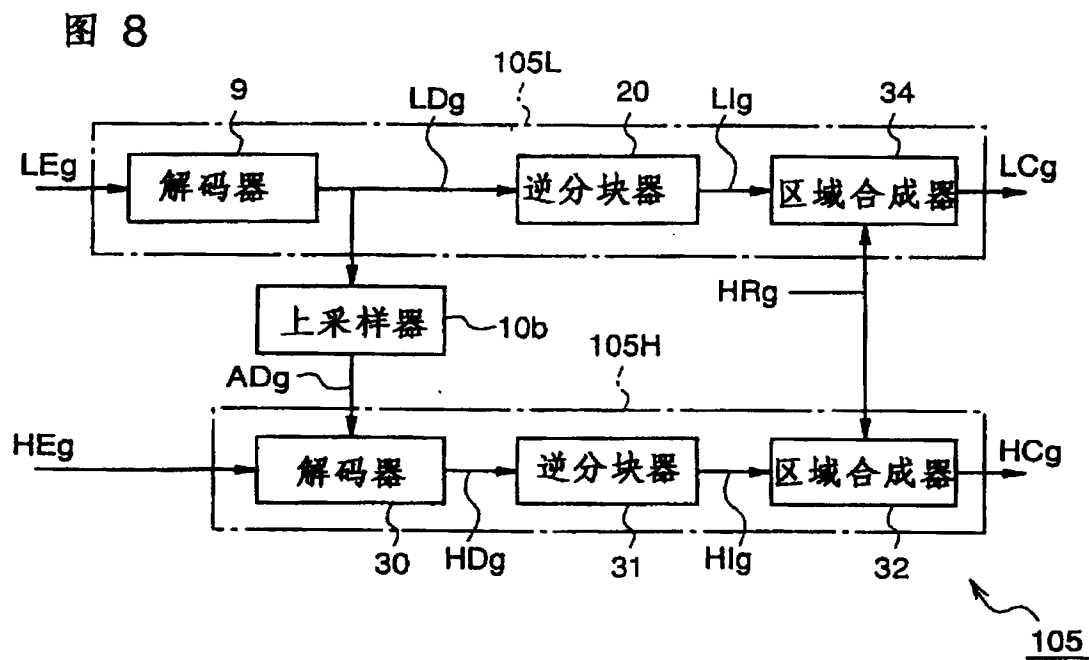 图 8
105L
9
LDg
20
LIg
34
LEg
解码器
逆分块器
区域合成器
LCg
HRg
上采样器
10b
105H
ADg
HEg
解码器
逆分块器
区域合成器
HCg
30
HDg
31
HIg
32
105